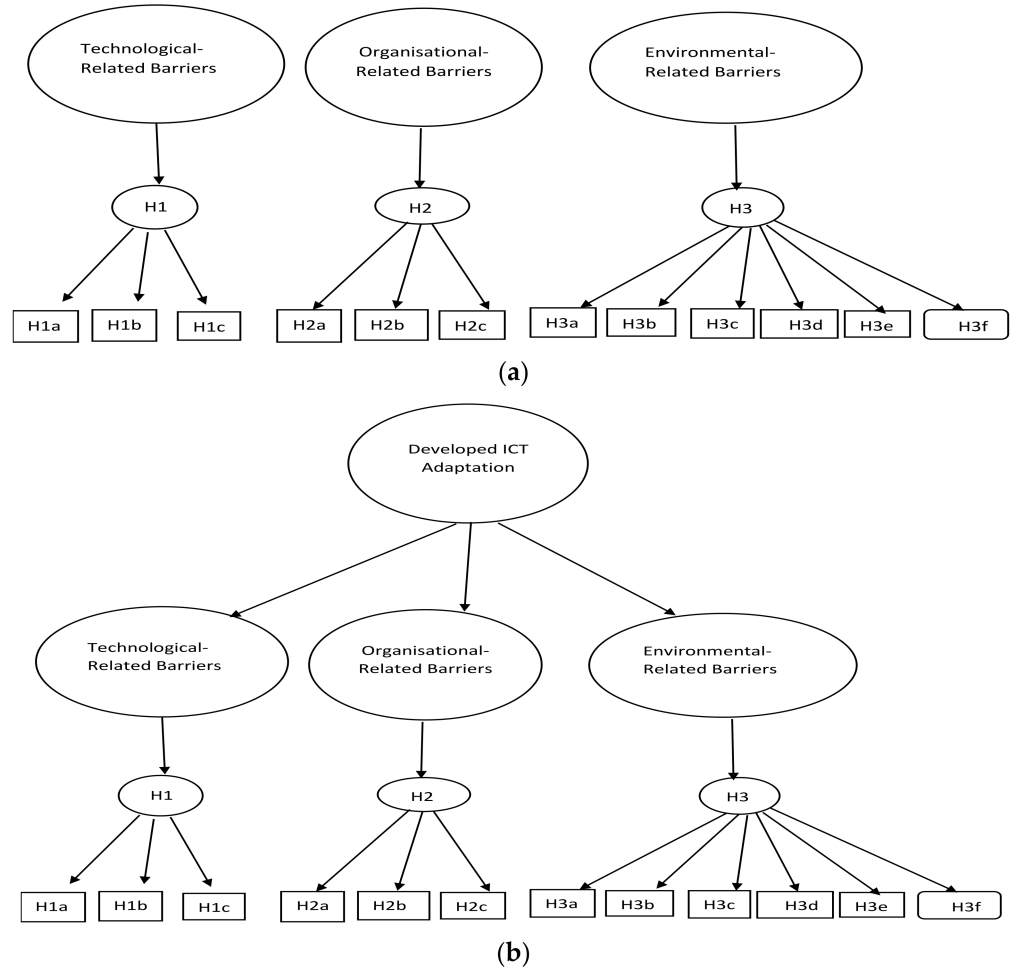 Technological-
Related Barriers
Organisational-
Related Barriers
Environmental-
Related Barriers
H1
H2
H3
H1a
H1b
H1c
H2a
H2b
H2c
H3a
H3b
H3c
H3d
H3e
H3f
(a)
Developed ICT
Adaptation
Technological-
Related Barriers
Organisational-
Related Barriers
Environmental-
Related Barriers
H1
H2
H3
H1a
H1b
H1c
H2a
H2b
H2c
H3a
H3b
H3c
H3d
H3e
H3f
(b)